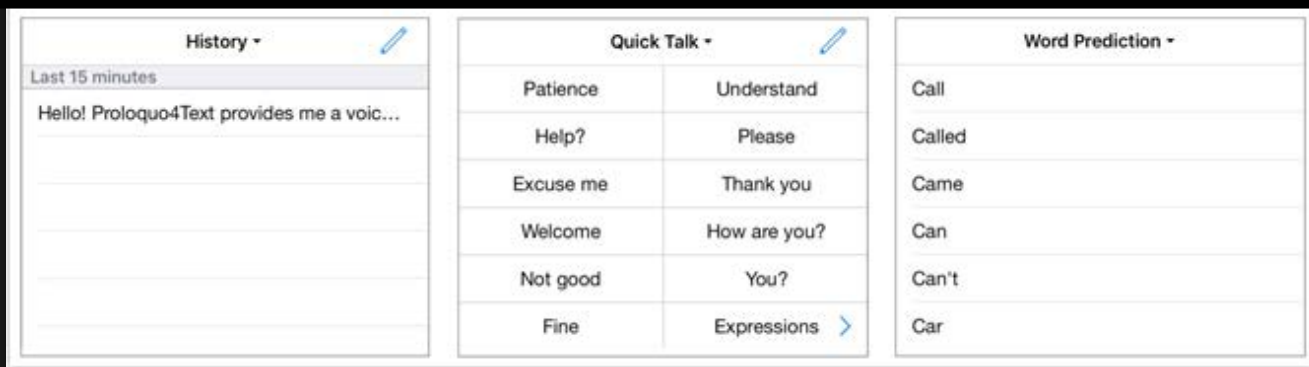 History
Last 15 minutes
Hello! Proloquo4Text provides me a voic...
Quick Talk
Patience Understand
Help? Please
Excuse me Thank you
Welcome How are you?
Not good You?
Fine Expressions
Word Prediction
Call
Called
Came
Can
Can't
Car